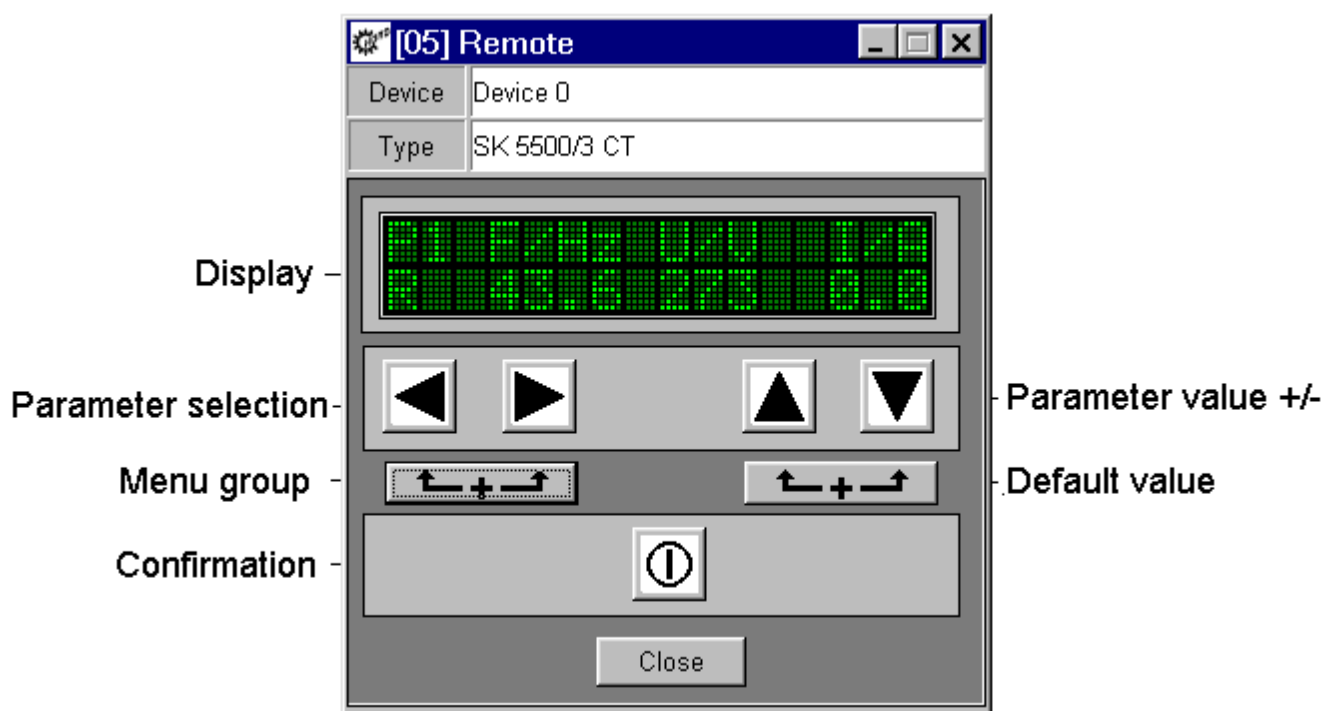 [05] Remote
Device Device 0
Type SK 5500/3 CT
P1 F/Hz U/V I/A
Display
R 43.6 273 0.0
Parameter selection
Parameter value +/-
Menu group
Default value
Confirmation
Close